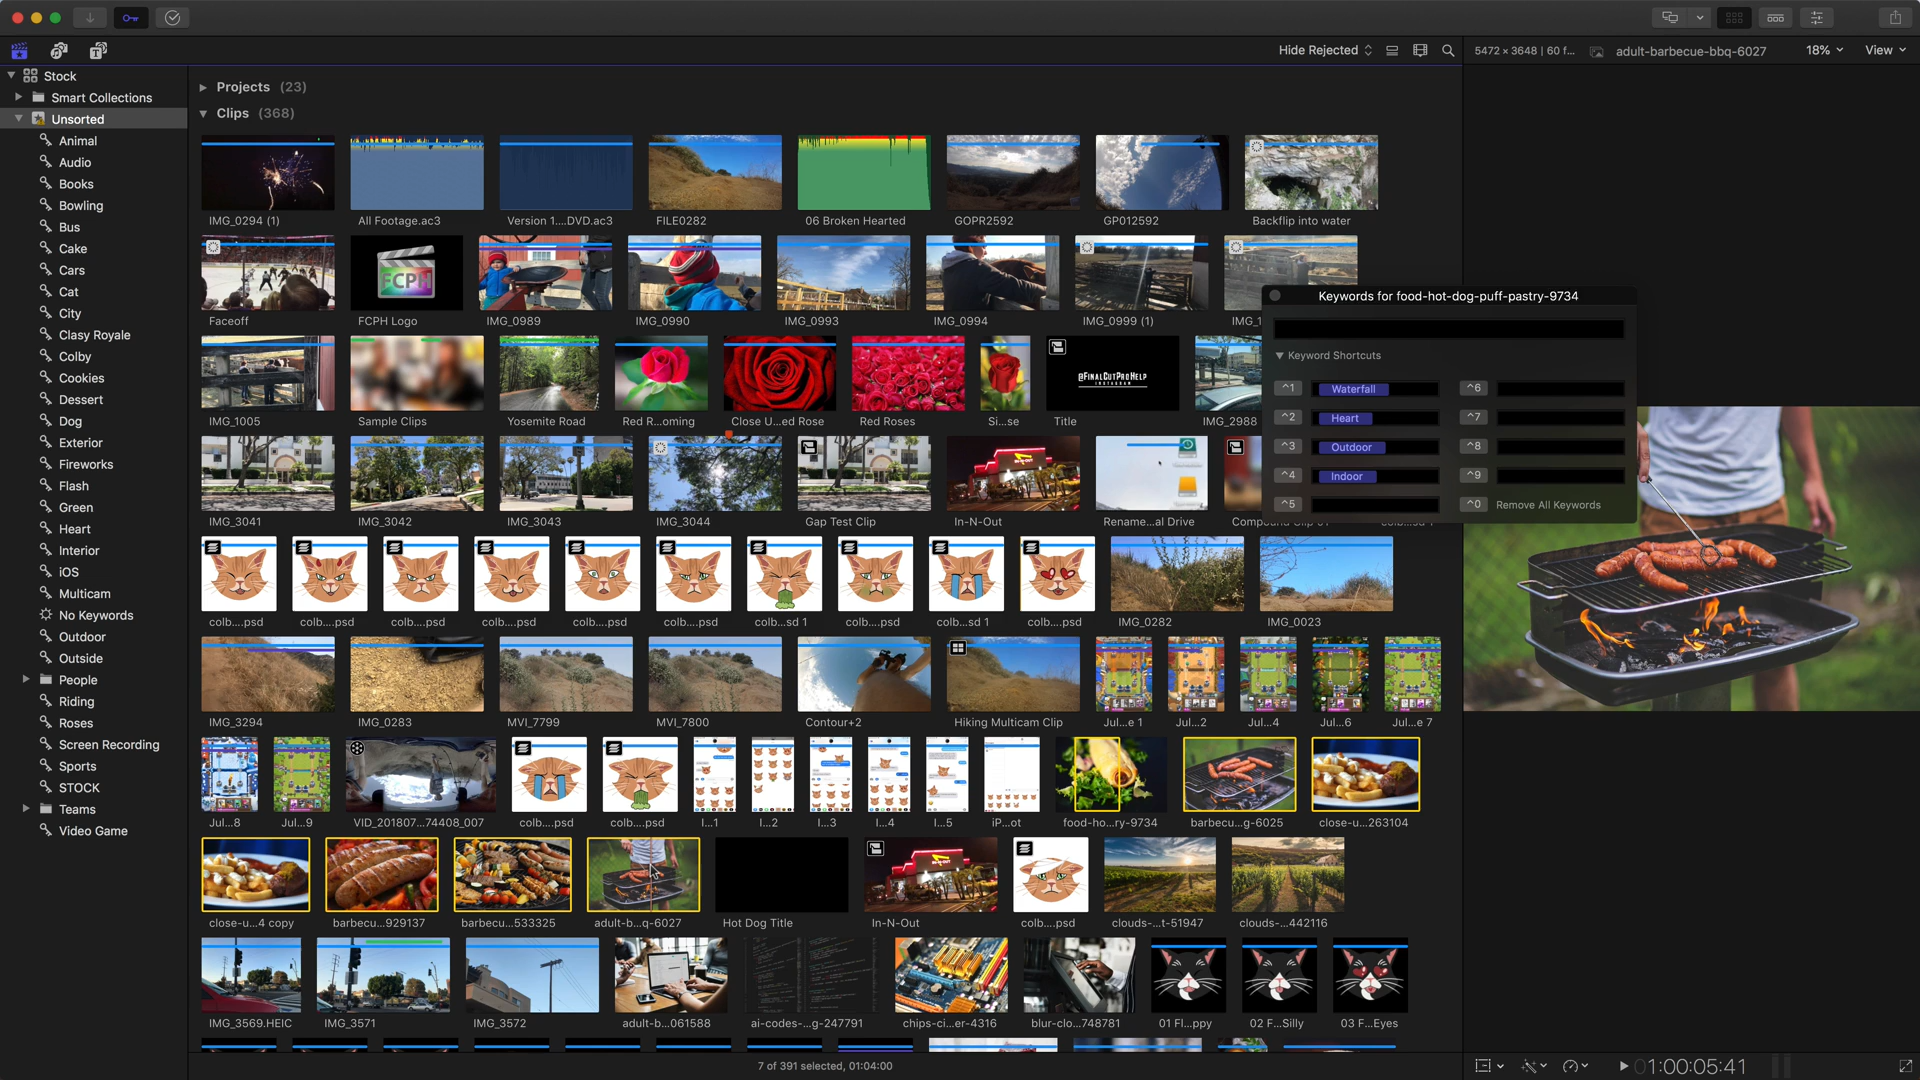 Hide Rejected
5472 × 3648 | 60 f...
adult-barbecue-bbq-6027
18%
View
Stock
Smart Collections
Unsorted
Animal
Audio
Books
Bowling
Bus
Cake
Cars
Cat
City
Clasy Royale
Colby
Cookies
Dessert
Dog
Exterior
Fireworks
Flash
Green
Heart
Interior
iOS
Multicam
No Keywords
Outdoor
Outside
People
Riding
Roses
Screen Recording
Sports
STOCK
Teams
Video Game
Projects (23)
Clips (368)
IMG_0294 (1)
All Footage.ac3
Version 1....DVD.ac3
FILE0282
06 Broken Hearted
GOPR2592
GP012592
Backflip into water
FCPH
Faceoff
FCPH Logo
IMG_0989
IMG_0990
IMG_0993
IMG_0994
IMG_0999 (1)
@FINALCUTPROHELP
INSTAGRAM
IMG_1005
Sample Clips
Yosemite Road
Red R...oming
Close U...ed Rose
Red Roses
Si...se
Title
IMG_2988
IMG_3041
IMG_3042
IMG_3043
IMG_3044
Gap Test Clip
In-N-Out
Rename...al Drive
Keywords for food-hot-dog-puff-pastry-9734
Keyword Shortcuts
^1 Waterfall ^6
^2 Heart ^7
^3 Outdoor ^8
^4 Indoor ^9
^5 ^0 Remove All Keywords
colb....psd
colb....psd
colb....psd
colb....psd
colb....psd
colb....psd
colb...sd 1
colb....psd
colb...sd 1
colb....psd
IMG_0282
IMG_0023
IMG_3294
IMG_0283
MVI_7799
MVI_7800
Contour+2
Hiking Multicam Clip
Jul...e 1
Jul...2
Jul...4
Jul...6
Jul...e 7
Jul...8
Jul...9
VID_201807...74408_007
colb....psd
colb....psd
I...1
I...2
I...3
I...4
I...5
iP...ot
food-ho...ry-9734
barbecu...g-6025
close-u...263104
close-u...4 copy
barbecu...929137
barbecu...533325
adult-b...q-6027
Hot Dog Title
In-N-Out
colb....psd
clouds-...t-51947
clouds-...442116
IMG_3569.HEIC
IMG_3571
IMG_3572
adult-b...061588
ai-codes-...g-247791
chips-ci...er-4316
blur-clo...748781
01 Fl...ppy
02 F...Silly
03 F...Eyes
7 of 391 selected, 01:04:00
01:00:05:41